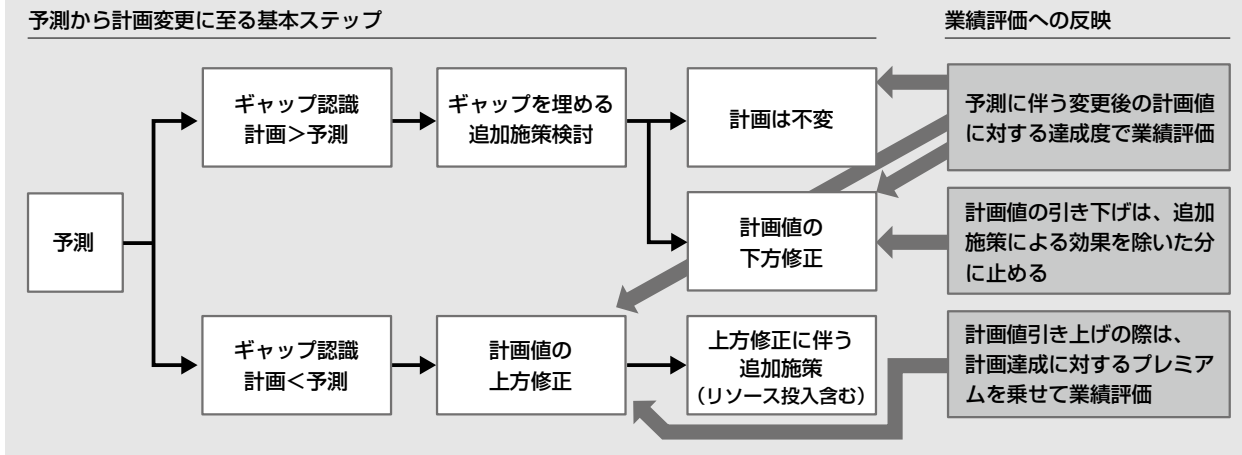 予測から計画変更に至る基本ステップ
業績評価への反映
ギャップ認識
計画＞予測
ギャップを埋める
追加施策検討
計画は不変
予測に伴う変更後の計画値
に対する達成度で業績評価
予測
計画値の
下方修正
計画値の引き下げは、追加
施策による効果を除いた分
に止める
ギャップ認識
計画＜予測
計画値の
上方修正
上方修正に伴う
追加施策
（リソース投入含む）
計画値引き上げの際は、
計画達成に対するプレミア
ムを乗せて業績評価